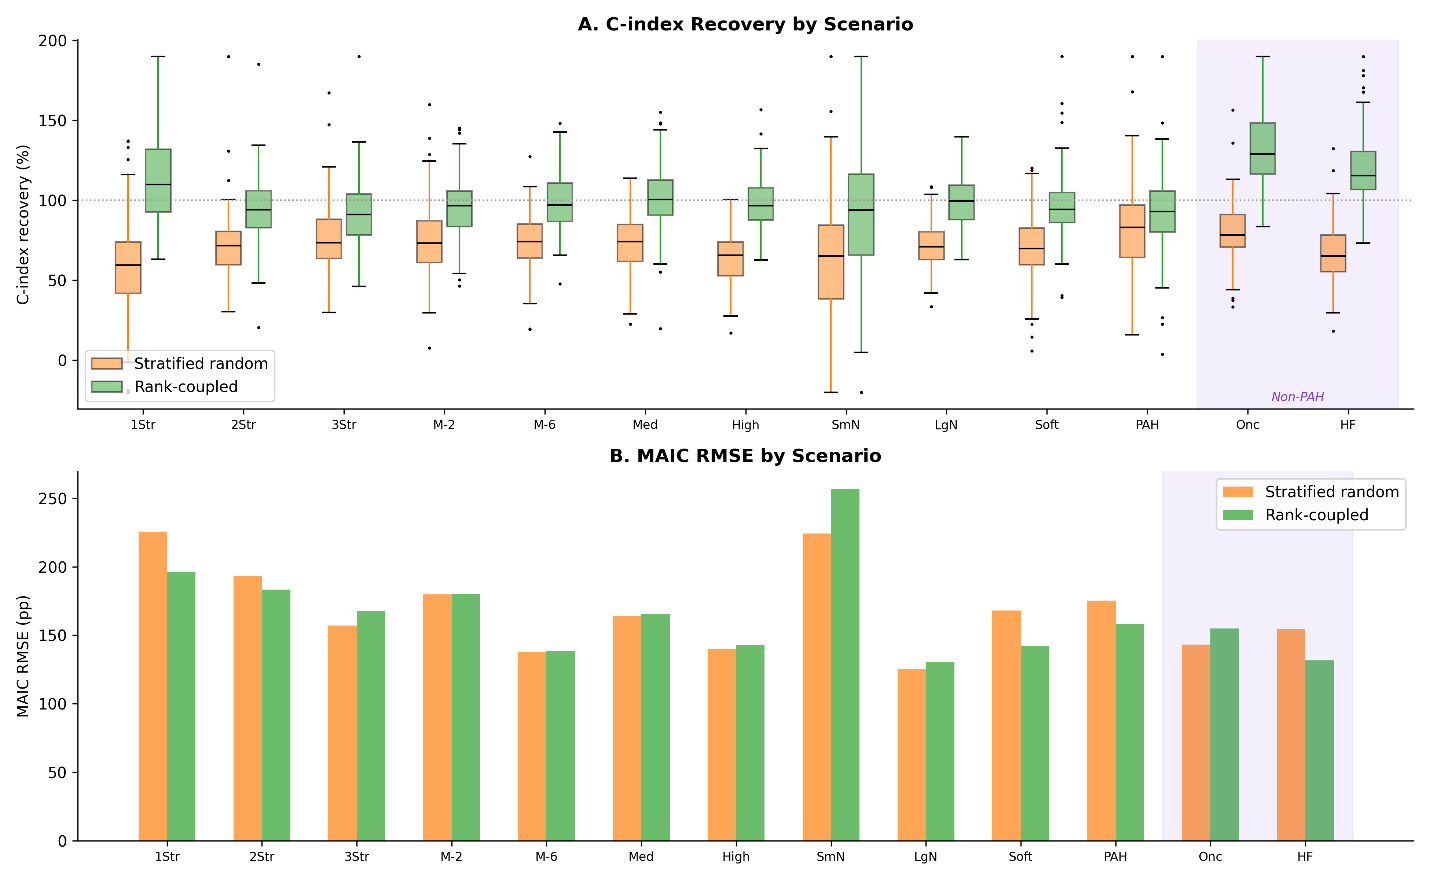 A. C-index Recovery by Scenario
C-index recovery (%)
200
150
100
50
0
Stratified random
Rank-coupled
Non-PAH
1Str 2Str 3Str M-2 M-6 Med High SmN LgN Soft PAH Onc HF
B. MAIC RMSE by Scenario
MAIC RMSE (pp)
250
200
150
100
50
0
Stratified random
Rank-coupled
1Str 2Str 3Str M-2 M-6 Med High SmN LgN Soft PAH Onc HF